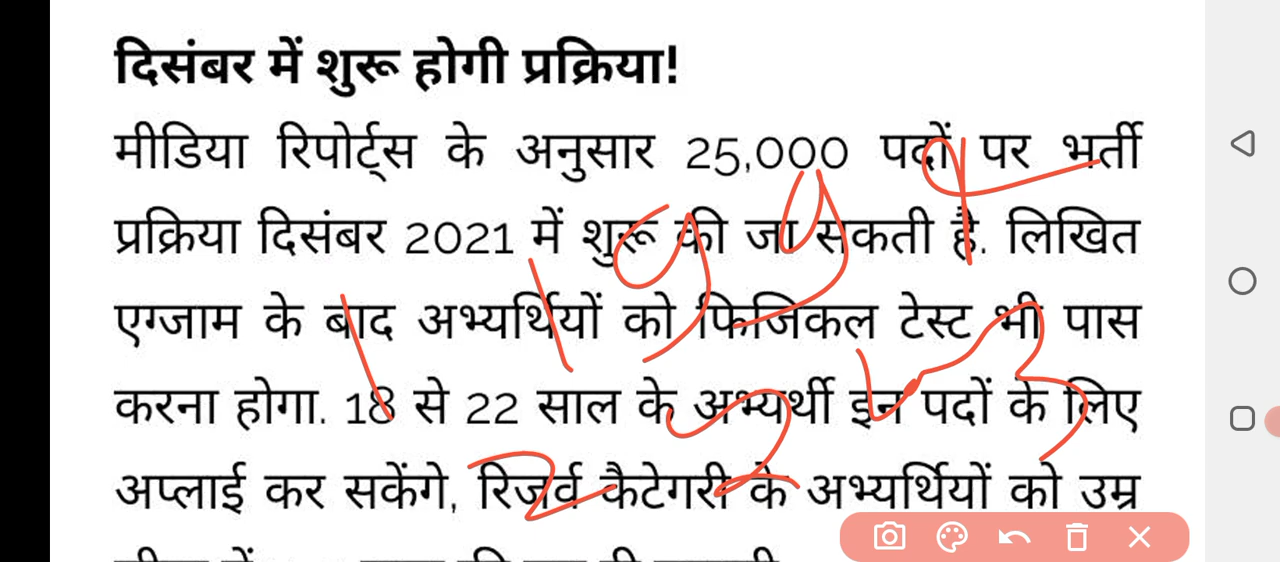 दिसंबर में शुरू होगी प्रक्रिया!
मीडिया रिपोर्ट्स के अनुसार 25,000 पदों पर भर्ती
प्रक्रिया दिसंबर 2021 में शुरू की जा सकती है. लिखित
एग्जाम के बाद अभ्यर्थियों को फिजिकल टेस्ट भी पास
करना होगा. 18 से 22 साल के अभ्यर्थी इन पदों के लिए
अप्लाई कर सकेंगे, रिजर्व कैटेगरी के अभ्यर्थियों को उम्र